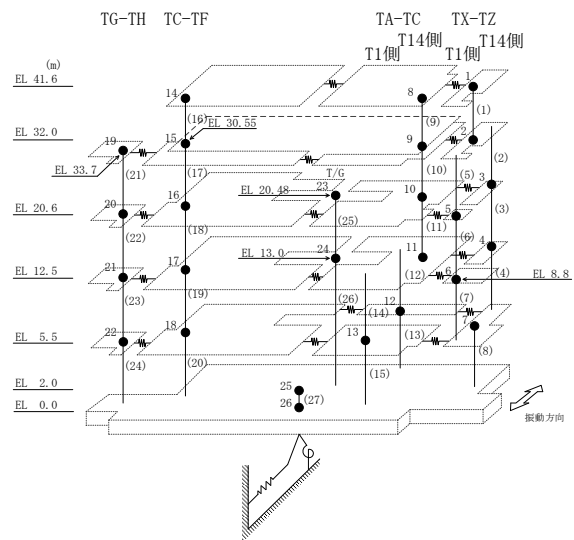 TG-TH TC-TF TA-TC TX-TZ
T14側 T14側
T1側 T1側
(m)
EL 41.6
14 8 1
(16) (9) (1)
EL 32.0
19 15 EL 30.55 9 2
EL 33.7
(21) (17) (10) (2)
T/G
EL 20.6
20 16 EL 20.48 23 10 (5) 3
(22) (18) (25) (11) 5 (3)
EL 12.5
21 17 EL 13.0 24 11 (6) 4
(23) (19) (12) 6 (4) EL 8.8
(26) (14) 12 (7)
EL 5.5
22 18 13 (13) 7
(24) (20) (15) (8)
EL 2.0
25
EL 0.0
26 (27)
振動方向